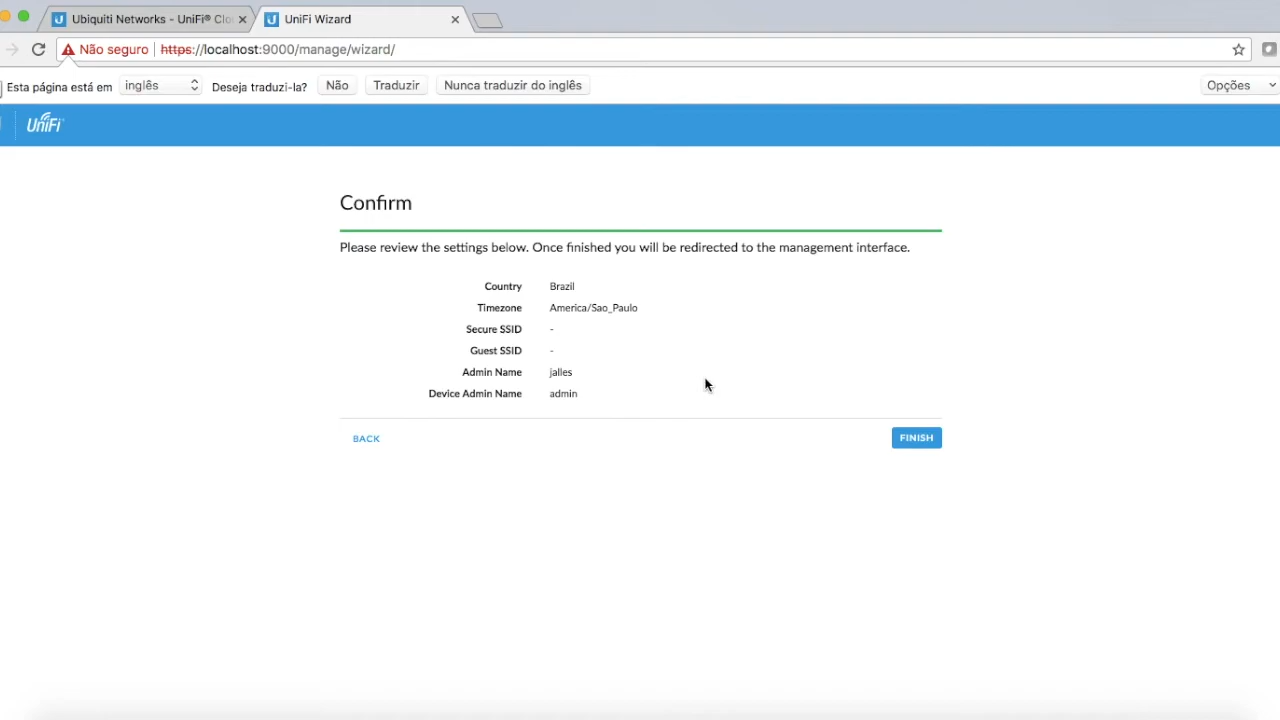 Ubiquiti Networks - UniFi® Clo
UniFi Wizard
Não seguro https://localhost:9000/manage/wizard/
Esta página está em inglês Deseja traduzi-la? Não Traduzir Nunca traduzir do inglês Opções
UniFi
Confirm
Please review the settings below. Once finished you will be redirected to the management interface.
Country Brazil
Timezone America/Sao_Paulo
Secure SSID -
Guest SSID -
Admin Name jalles
Device Admin Name admin
BACK FINISH